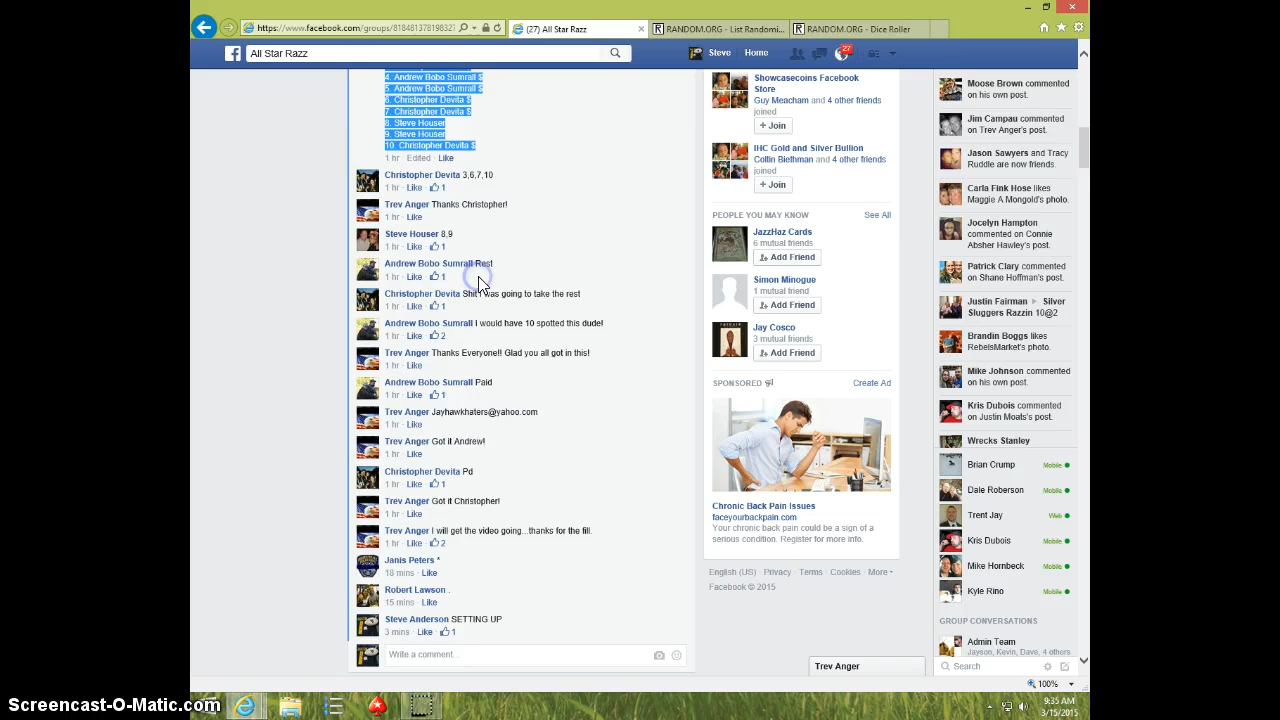 https://www.facebook.com/groups/818481378198327
(27) All Star Razz
RANDOM.ORG - List Randomi...
RANDOM.ORG - Dice Roller
All Star Razz
Steve
Home
27
4. Andrew Bobo Sumrall $
5. Andrew Bobo Sumrall $
6. Christopher Devita $
7. Christopher Devita $
8. Steve Houser
9. Steve Houser
10. Christopher Devita $
1 hr · Edited · Like
Christopher Devita 3,6,7,10
1 hr · Like · 1
Trev Anger Thanks Christopher!
1 hr · Like
Steve Houser 8,9
1 hr · Like · 1
Andrew Bobo Sumrall Rest
1 hr · Like · 1
Christopher Devita Shit I was going to take the rest
1 hr · Like · 1
Andrew Bobo Sumrall I would have 10 spotted this dude!
1 hr · Like · 2
Trev Anger Thanks Everyone!! Glad you all got in this!
1 hr · Like
Andrew Bobo Sumrall Paid
1 hr · Like · 1
Trev Anger Jayhawkhaters@yahoo.com
1 hr · Like
Trev Anger Got it Andrew!
1 hr · Like
Christopher Devita Pd
1 hr · Like · 1
Trev Anger Got it Christopher!
1 hr · Like
Trev Anger I will get the video going...thanks for the fill.
1 hr · Like · 2
Janis Peters *
18 mins · Like
Robert Lawson .
15 mins · Like
Steve Anderson SETTING UP
3 mins · Like · 1
Write a comment...
Showcasecoins Facebook
Store
Guy Meacham and 4 other friends
joined
+ Join
IHC Gold and Silver Bullion
Collin Biethman and 4 other friends
joined
+ Join
PEOPLE YOU MAY KNOW
See All
JazzHaz Cards
6 mutual friends
Add Friend
Simon Minogue
1 mutual friend
Add Friend
Jay Cosco
3 mutual friends
Add Friend
SPONSORED
Create Ad
Chronic Back Pain Issues
faceyourbackpain.com
Your chronic back pain could be a sign of a
serious condition. Register for more info.
English (US) · Privacy · Terms · Cookies · More
Facebook © 2015
Moose Brown commented
on his own post.
Jim Campau commented
on Trev Anger's post.
Jason Sawyers and Tracy
Ruddle are now friends.
Carla Fink Hose likes
Maggie A Mongold's photo.
Jocelyn Hampton
commented on Connie
Absher Hawley's post.
Patrick Clary commented
on Shane Hoffman's post.
Justin Fairman ▸ Silver
Sluggers Razzin 10@2
Brandin Boggs likes
RebelsMarket's photo.
Mike Johnson commented
on his own post.
Kris Dubois commented
on Justin Moats's post.
Wrecks Stanley
Brian Crump Mobile
Dale Roberson Mobile
Trent Jay Web
Kris Dubois Mobile
Mike Hornbeck Mobile
Kyle Rino Mobile
GROUP CONVERSATIONS
Admin Team
Jayson, Kevin, Dave, 4 others
Search
Trev Anger
100%
9:35 AM
3/15/2015
Screencast-O-Matic.com